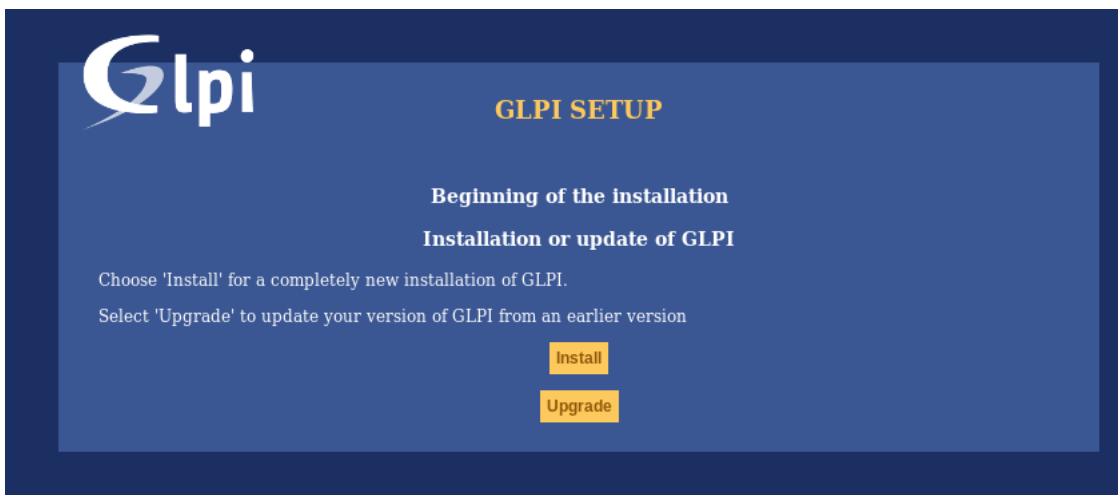 Glpi
GLPI SETUP
Beginning of the installation
Installation or update of GLPI
Choose 'Install' for a completely new installation of GLPI.
Select 'Upgrade' to update your version of GLPI from an earlier version
Install
Upgrade